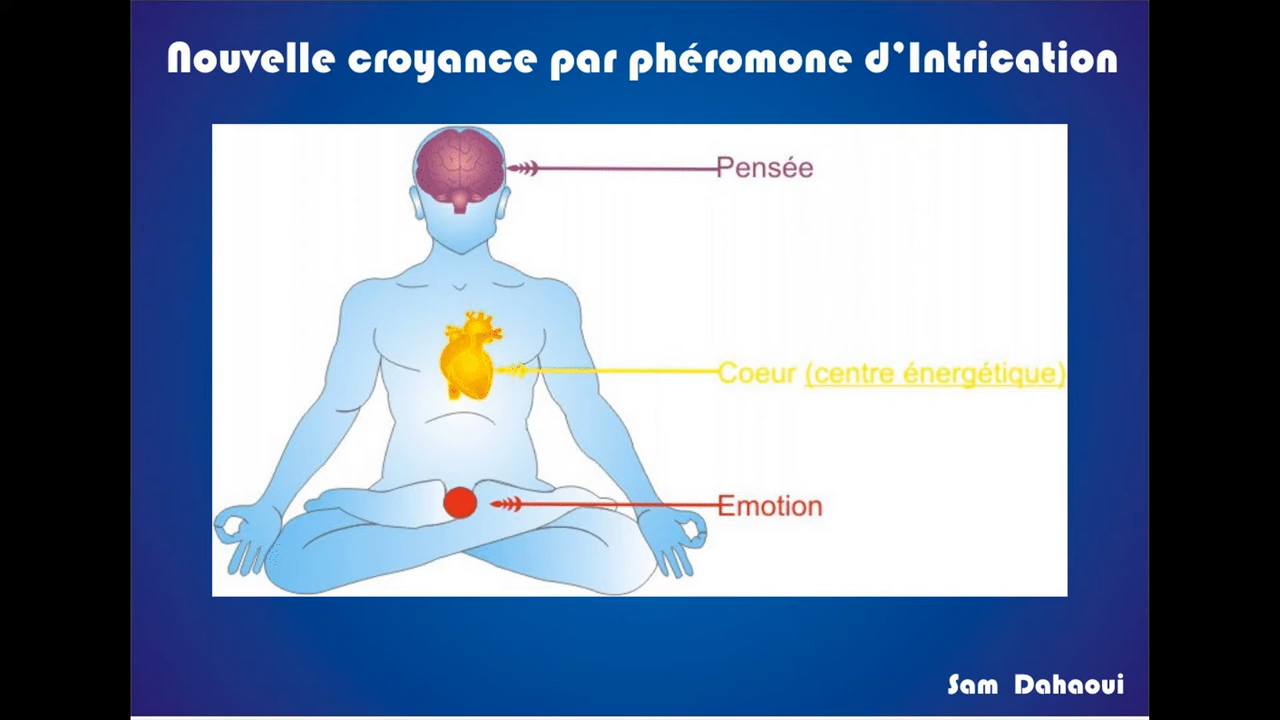 Nouvelle croyance par phéromone d'Intrication
Pensée
Coeur (centre énergétique)
Emotion
Sam Dahaoui